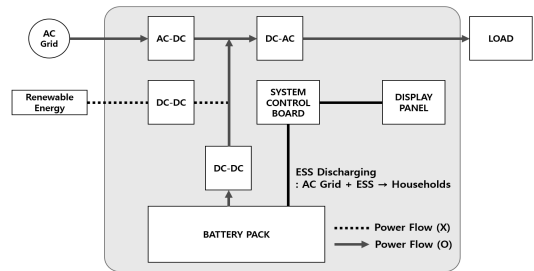 AC
Grid
AC-DC
DC-AC
LOAD
Renewable
Energy
DC-DC
SYSTEM
CONTROL
BOARD
DISPLAY
PANEL
DC-DC
ESS Discharging
: AC Grid + ESS → Households
BATTERY PACK
Power Flow (X)
Power Flow (O)